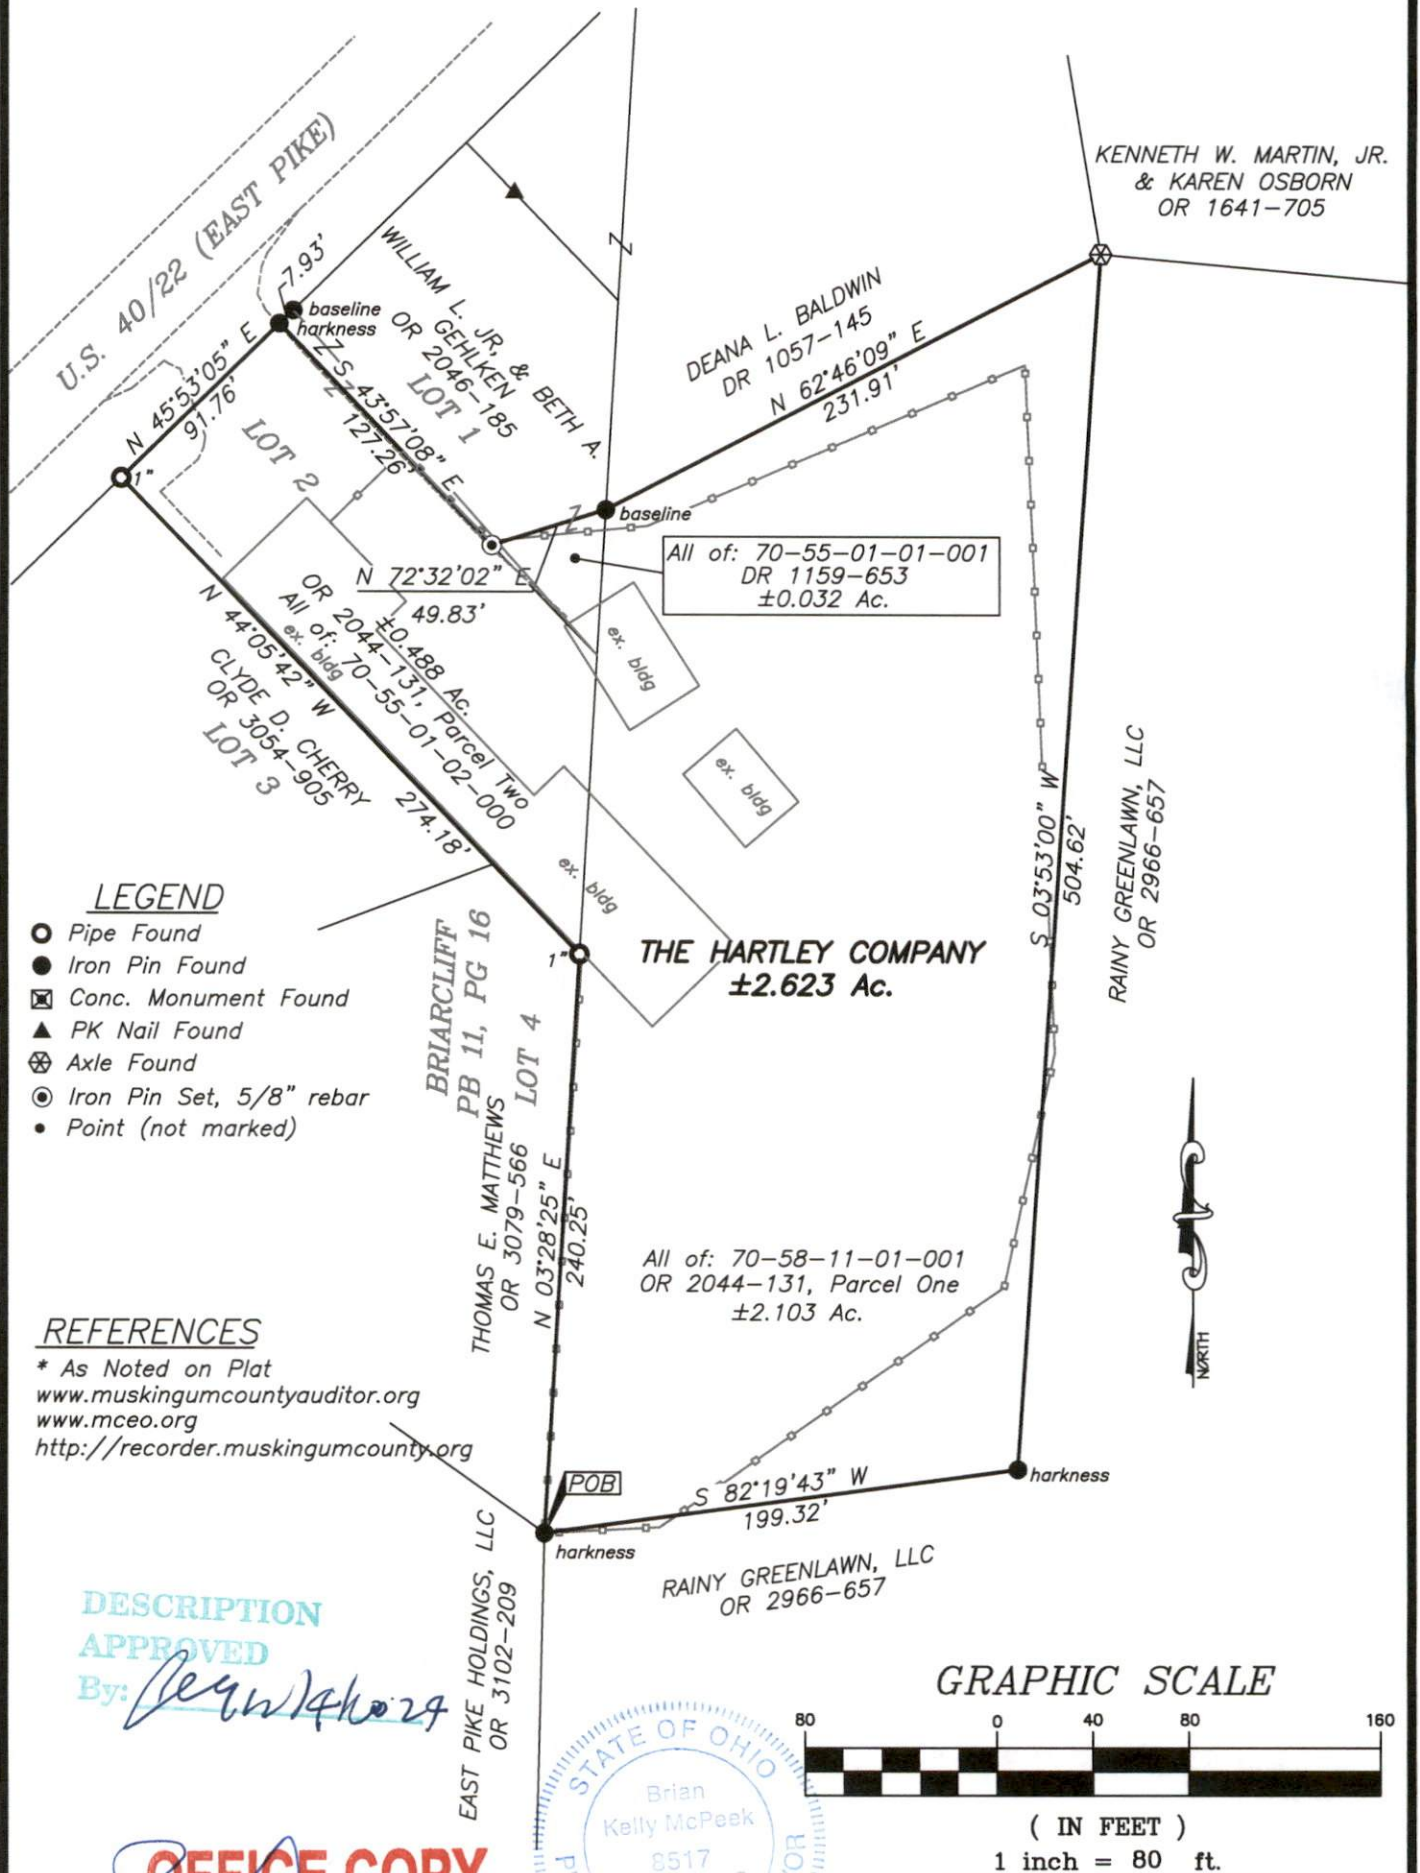 U.S. 40/22 (EAST PIKE)
KENNETH W. MARTIN, JR.
& KAREN OSBORN
OR 1641-705
7.93'
baseline
harkness
WILLIAM L. JR, & BETH A.
GEHLKEN
OR 2046-185
LOT 1
Z
DEANA L. BALDWIN
DR 1057-145
N 62°46'09" E
231.91'
N 45°53'05" E
91.76'
Z S 43°57'08" E
Z
127.26'
LOT 2
1"
baseline
Z
All of: 70-55-01-01-001
DR 1159-653
±0.032 Ac.
N 72°32'02" E
49.83'
±0.488 Ac.
OR 2044-131, Parcel Two
All of: 70-55-01-02-000
ex. bldg
ex. bldg
ex. bldg
ex. bldg
N 44°05'42" W
274.18'
CLYDE D. CHERRY
OR 3054-905
LOT 3
S 03°53'00" W
504.62'
RAINY GREENLAWN, LLC
OR 2966-657
LEGEND
Pipe Found
Iron Pin Found
Conc. Monument Found
PK Nail Found
Axle Found
Iron Pin Set, 5/8" rebar
Point (not marked)
1"
THE HARTLEY COMPANY
±2.623 Ac.
BRIARCLIFF
PB 11, PG 16
LOT 4
THOMAS E. MATTHEWS
OR 3079-566
N 03°28'25" E
240.25'
All of: 70-58-11-01-001
OR 2044-131, Parcel One
±2.103 Ac.
NORTH
REFERENCES
* As Noted on Plat
www.muskingumcountyauditor.org
www.mceo.org
http://recorder.muskingumcounty.org
POB
harkness
S 82°19'43" W
199.32'
harkness
RAINY GREENLAWN, LLC
OR 2966-657
EAST PIKE HOLDINGS, LLC
OR 3102-209
DESCRIPTION
APPROVED
By:
STATE OF OHIO
Brian
Kelly McPeek
8517
GRAPHIC SCALE
80 0 40 80 160
( IN FEET )
1 inch = 80 ft.
OFFICE COPY